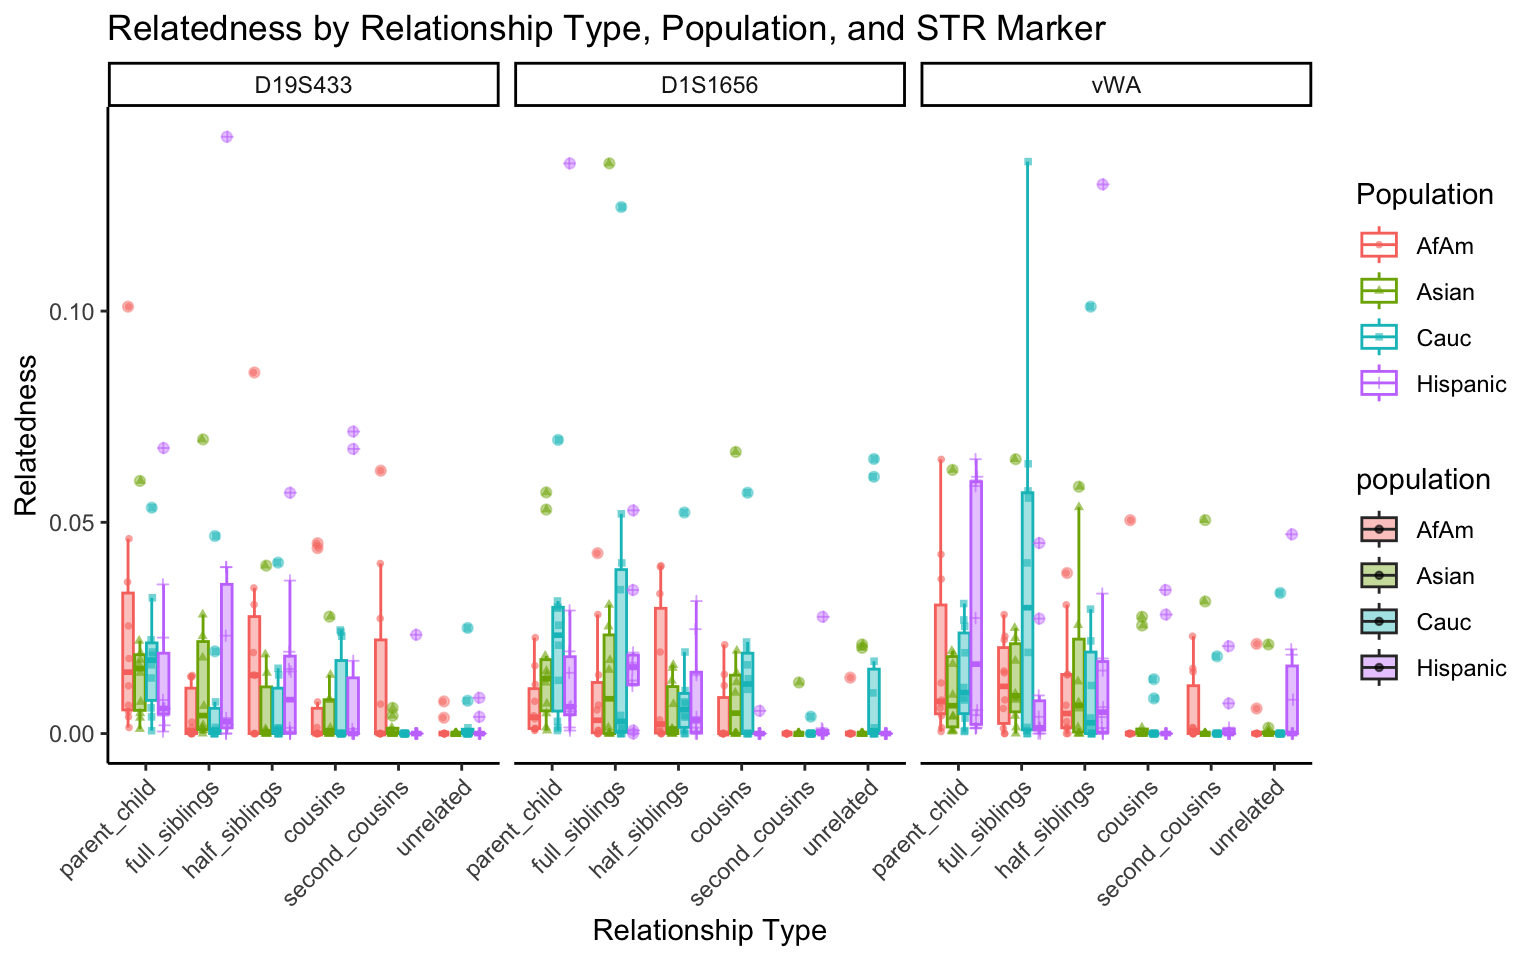 Relatedness by Relationship Type, Population, and STR Marker
D19S433
D1S1656
vWA
Relatedness
0.10
0.05
0.00
parent_child
full_siblings
half_siblings
cousins
second_cousins
unrelated
parent_child
full_siblings
half_siblings
cousins
second_cousins
unrelated
parent_child
full_siblings
half_siblings
cousins
second_cousins
unrelated
Relationship Type
Population
AfAm
Asian
Cauc
Hispanic
population
AfAm
Asian
Cauc
Hispanic